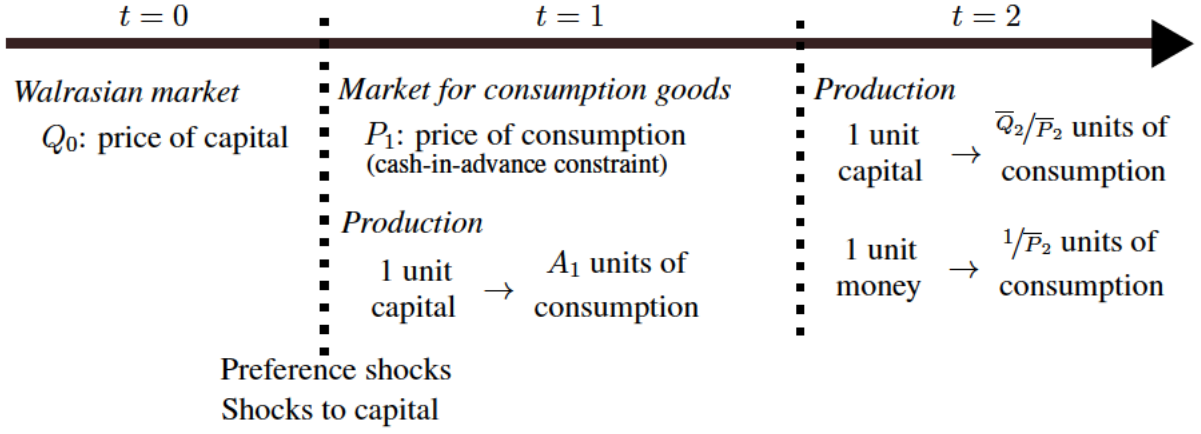 t = 0
t = 1
t = 2
Walrasian market
Q₀: price of capital
Market for consumption goods
P₁: price of consumption
(cash-in-advance constraint)
Production
1 unit capital → A₁ units of consumption
Production
1 unit capital → Q̅₂/P̅₂ units of consumption
1 unit money → 1/P̅₂ units of consumption
Preference shocks
Shocks to capital